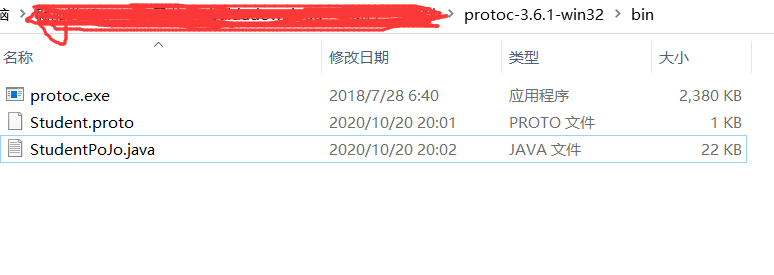 脑 protoc-3.6.1-win32 bin
名称 修改日期 类型 大小
protoc.exe 2018/7/28 6:40 应用程序 2,380 KB
Student.proto 2020/10/20 20:01 PROTO 文件 1 KB
StudentPoJo.java 2020/10/20 20:02 JAVA 文件 22 KB